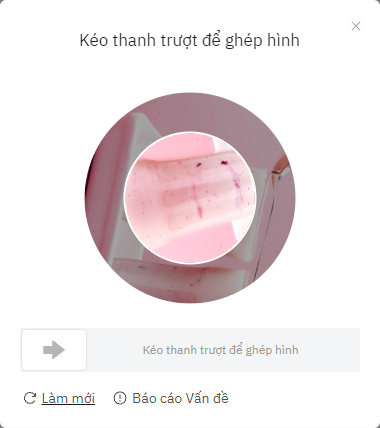 Kéo thanh trượt để ghép hình
Kéo thanh trượt để ghép hình
Làm mới
Báo cáo Vấn đề